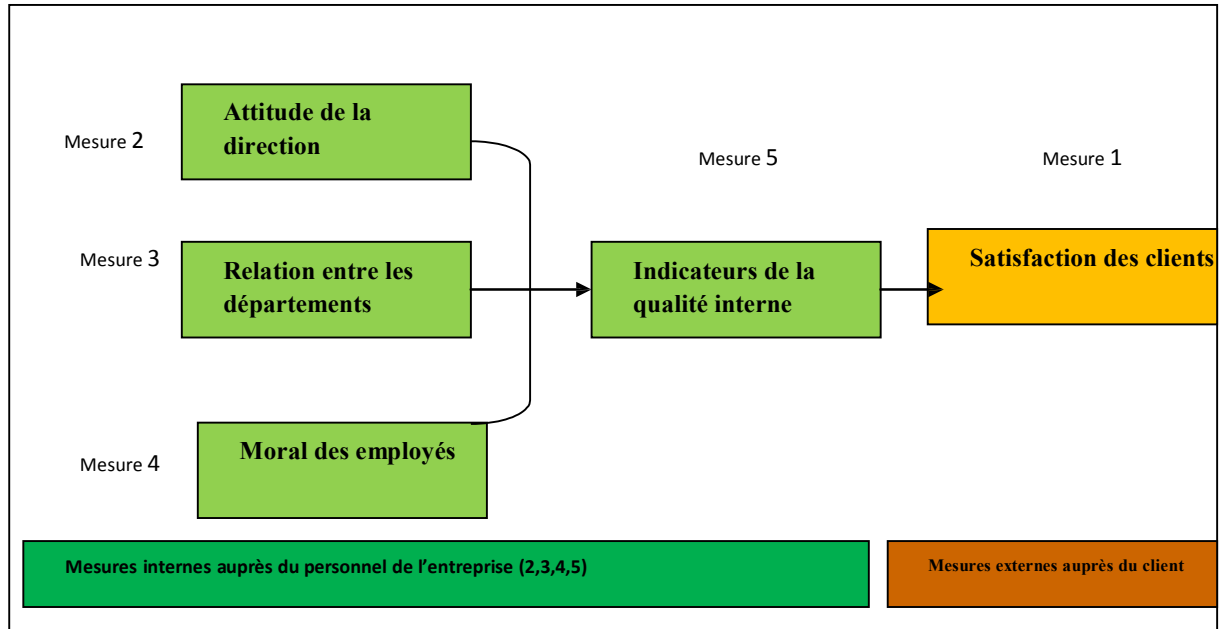 Mesure 2
Attitude de la
direction
Mesure 5
Mesure 1
Mesure 3
Relation entre les
départements
Indicateurs de la
qualité interne
Satisfaction des clients
Mesure 4
Moral des employés
Mesures internes auprès du personnel de l’entreprise (2,3,4,5)
Mesures externes auprès du client